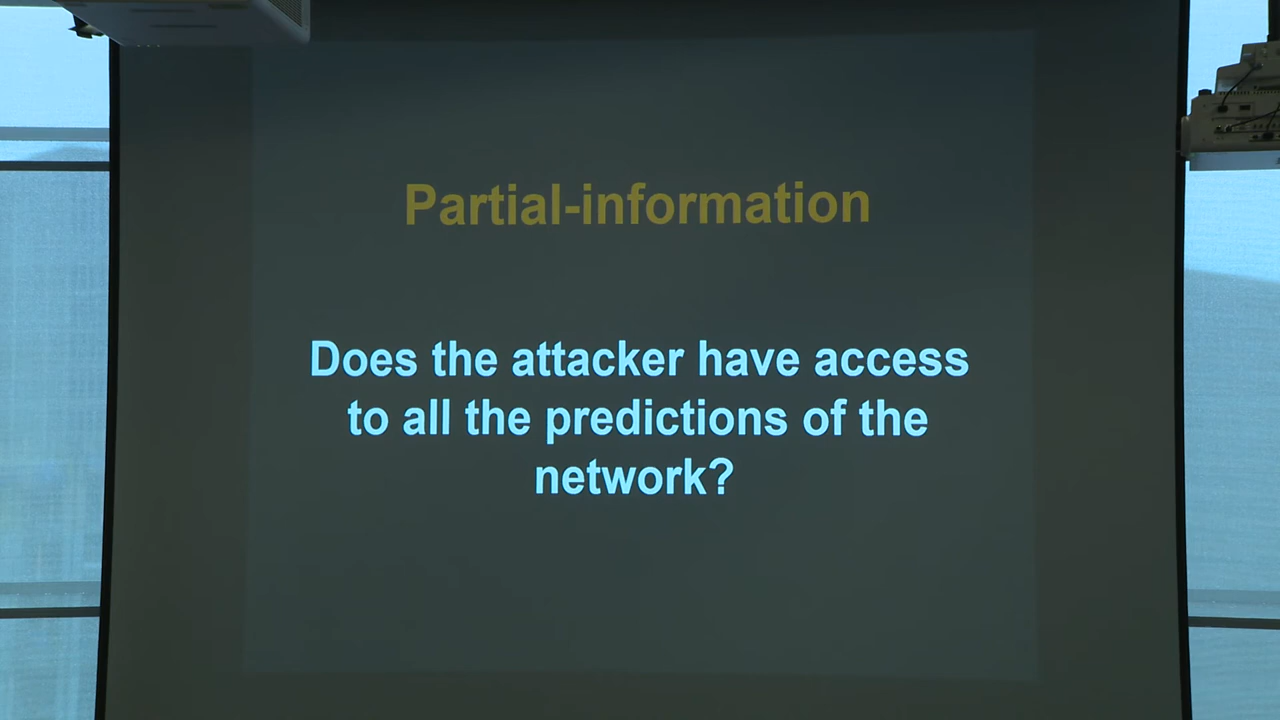 Partial-information
Does the attacker have access
to all the predictions of the
network?